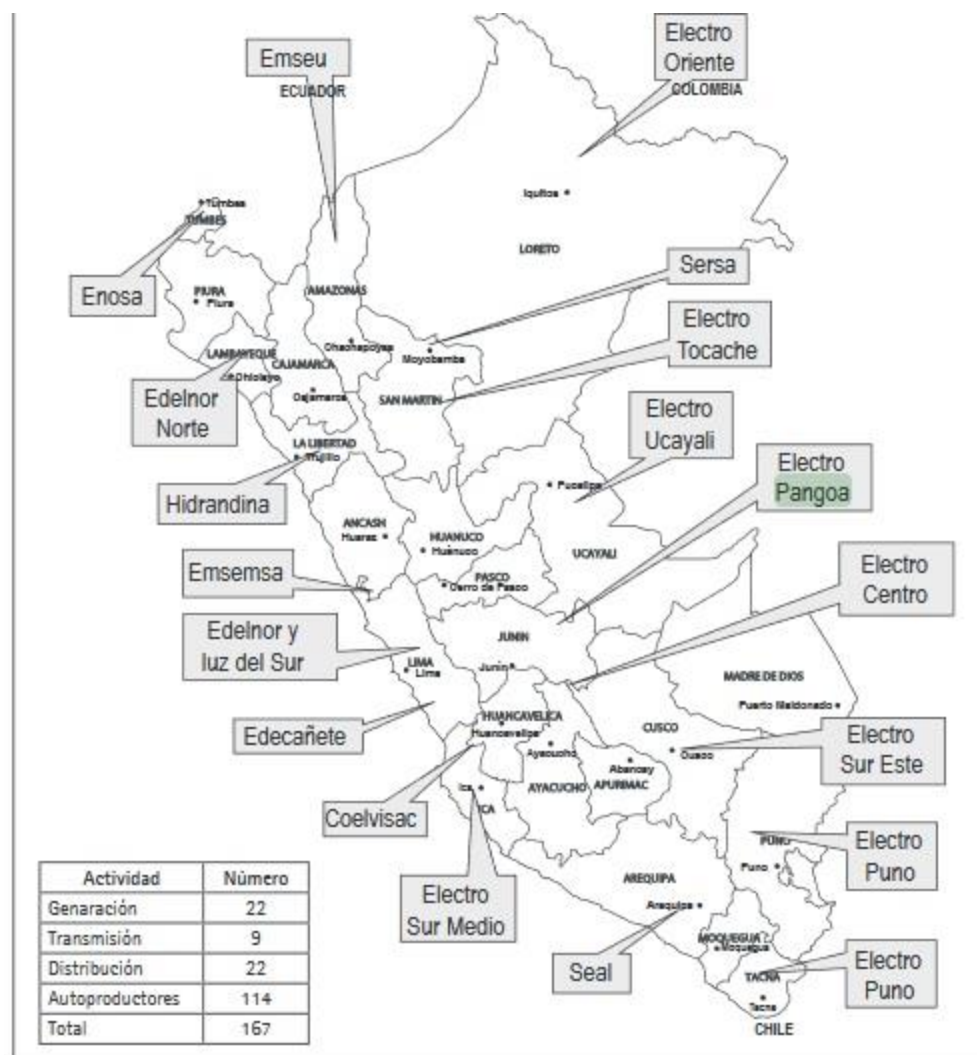 Electro
Oriente
Emseu
ECUADOR
COLOMBIA
Iquitos
Tumbes
TUMBES
LORETO
Sersa
Enosa
PIURA
Piura
AMAZONAS
Electro
Tocache
Chachapoyas
Moyobamba
LAMBAYEQUE
CAJAMARCA
Chiclayo
Cajamarca
SAN MARTIN
Edelnor
Norte
Electro
Ucayali
LA LIBERTAD
Trujillo
Electro
Pangoa
Hidrandina
Pucallpa
ANCASH
Huaraz
HUANUCO
Huánuco
UCAYALI
Emsemsa
PASCO
Cerro de Pasco
Electro
Centro
Edelnor y
luz del Sur
JUNIN
Junín
LIMA
Lima
MADRE DE DIOS
Puerto Maldonado
Edecañete
HUANCAVELICA
Huancavelica
CUSCO
Cusco
Electro
Sur Este
Ayacucho
Abancay
AYACUCHO
APURIMAC
Ica
ICA
Coelvisac
PUNO
Puno
Electro
Puno
Electro
Sur Medio
AREQUIPA
Arequipa
MOQUEGUA
Moquegua
Seal
TACNA
Tacna
Electro
Puno
CHILE
Actividad Número
Genaración 22
Transmisión 9
Distribución 22
Autoproductores 114
Total 167